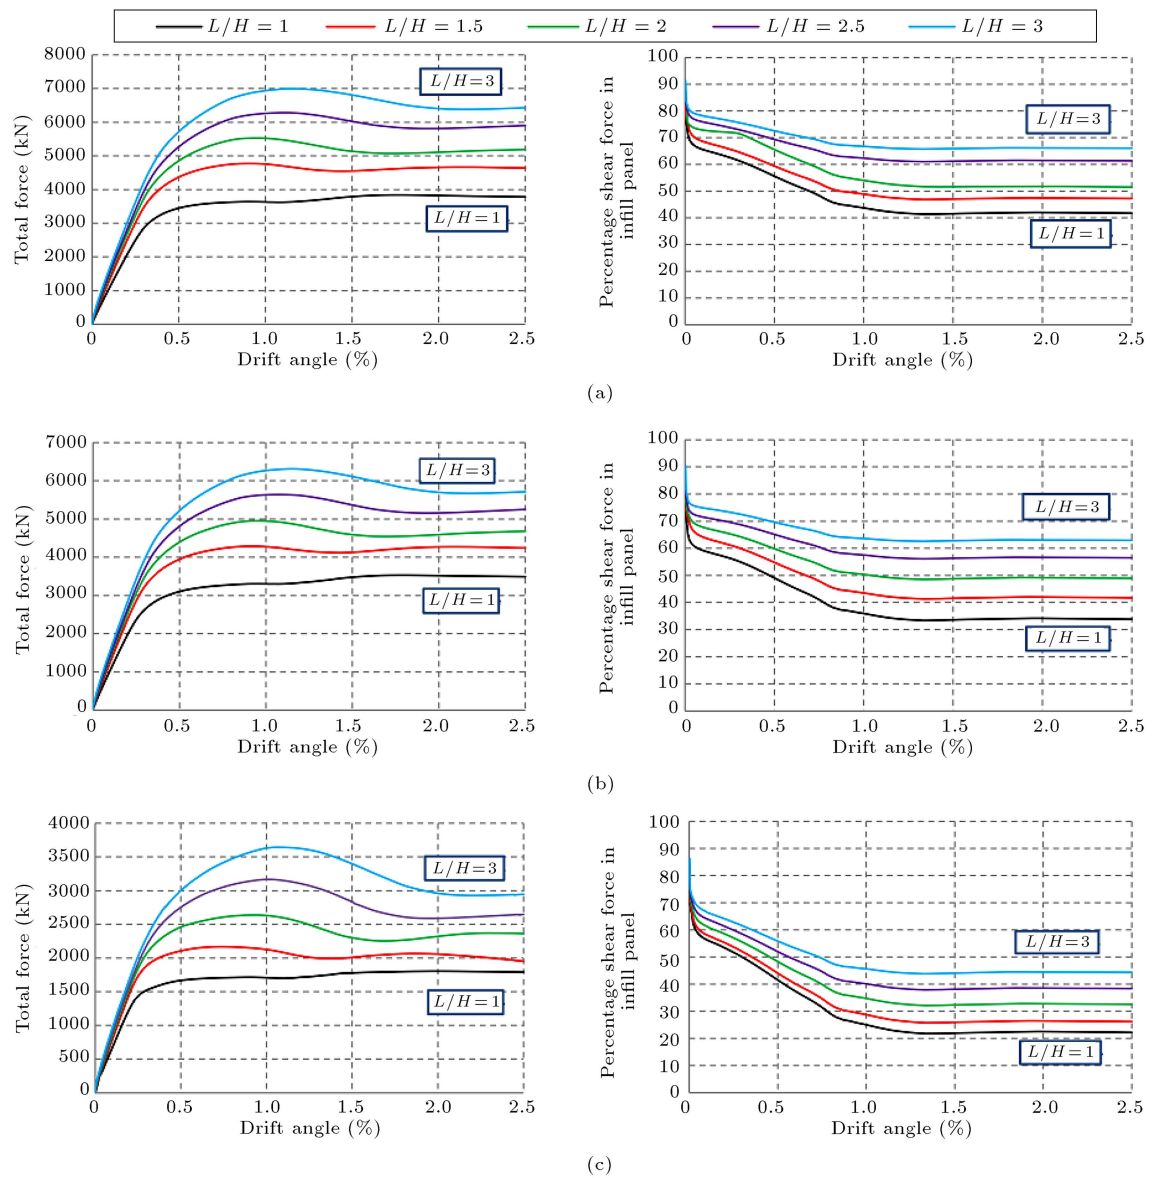 L/H = 1 L/H = 1.5 L/H = 2 L/H = 2.5 L/H = 3
Total force (kN)
8000
7000
6000
5000
4000
3000
2000
1000
0
L/H=3
L/H=1
0 0.5 1.0 1.5 2.0 2.5
Drift angle (%)
Percentage shear force in
infill panel
100
90
80
70
60
50
40
30
20
10
0
L/H=3
L/H=1
0 0.5 1.0 1.5 2.0 2.5
Drift angle (%)
(a)
Total force (kN)
7000
6000
5000
4000
3000
2000
1000
0
L/H=3
L/H=1
0 0.5 1.0 1.5 2.0 2.5
Drift angle (%)
Percentage shear force in
infill panel
100
90
80
70
60
50
40
30
20
10
0
L/H=3
L/H=1
0 0.5 1.0 1.5 2.0 2.5
Drift angle (%)
(b)
Total force (kN)
4000
3500
3000
2500
2000
1500
1000
500
0
L/H=3
L/H=1
0 0.5 1.0 1.5 2.0 2.5
Drift angle (%)
Percentage shear force in
infill panel
100
90
80
70
60
50
40
30
20
10
0
L/H=3
L/H=1
0 0.5 1.0 1.5 2.0 2.5
Drift angle (%)
(c)